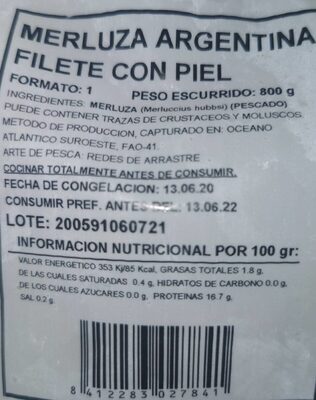 MERLUZA ARGENTINA
FILETE CON PIEL
FORMATO: 1 PESO ESCURRIDO: 800 g
INGREDIENTES: MERLUZA (Merluccius hubbsi) (PESCADO)
PUEDE CONTENER TRAZAS DE CRUSTACEOS Y MOLUSCOS
METODO DE PRODUCCION, CAPTURADO EN: OCEANO
ATLANTICO SUROESTE, FAO-41.
ARTE DE PESCA: REDES DE ARRASTRE
COCINAR TOTALMENTE ANTES DE CONSUMIR.
FECHA DE CONGELACION: 13.06.20
CONSUMIR PREF. ANTES DEL: 13.06.22
LOTE: 200591060721
INFORMACION NUTRICIONAL POR 100 gr:
VALOR ENERGETICO 353 Kj/85 Kcal, GRASAS TOTALES 1.8 g,
DE LAS CUALES SATURADAS 0.4 g, HIDRATOS DE CARBONO 0.0 g,
DE LOS CUALES AZUCARES 0.0 g, PROTEINAS 16.7 g,
SAL 0.2 g.
8 412283 027841